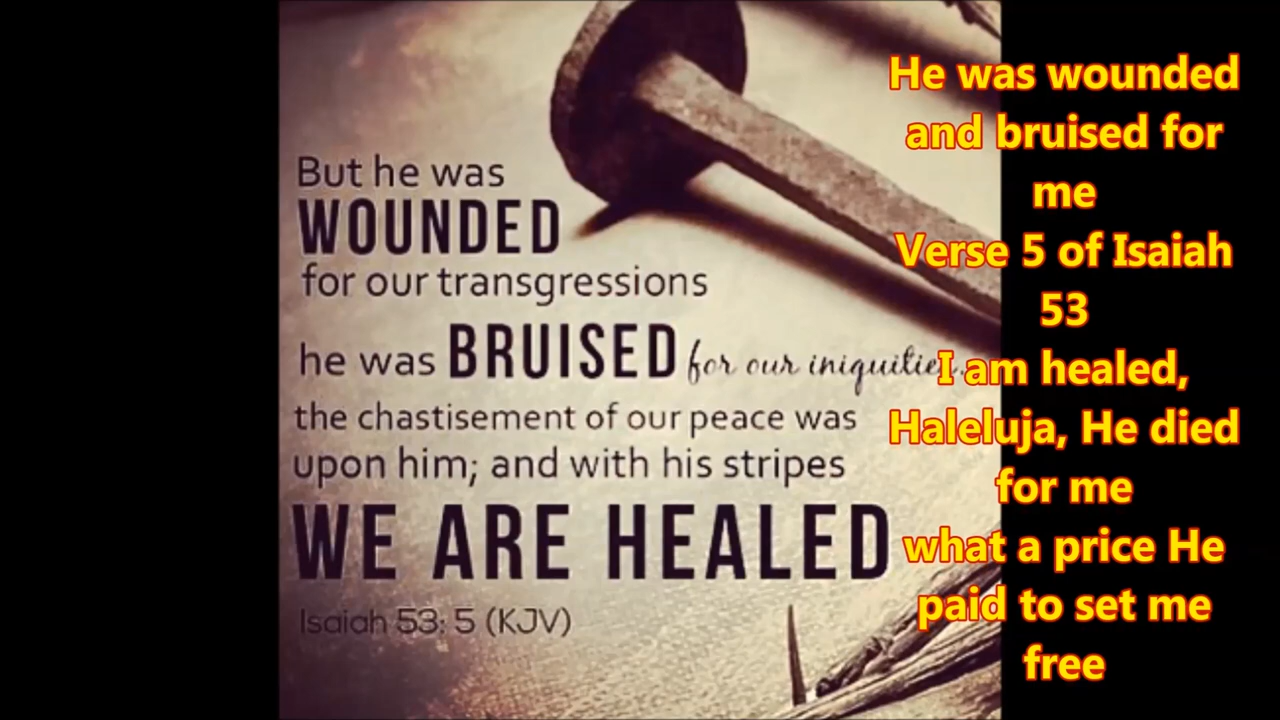 But he was
WOUNDED
for our transgressions
he was BRUISED for our iniquities.
the chastisement of our peace was
upon him; and with his stripes
WE ARE HEALED
Isaiah 53: 5 (KJV)
He was wounded
and bruised for
me
Verse 5 of Isaiah
53
I am healed,
Haleluja, He died
for me
what a price He
paid to set me
free